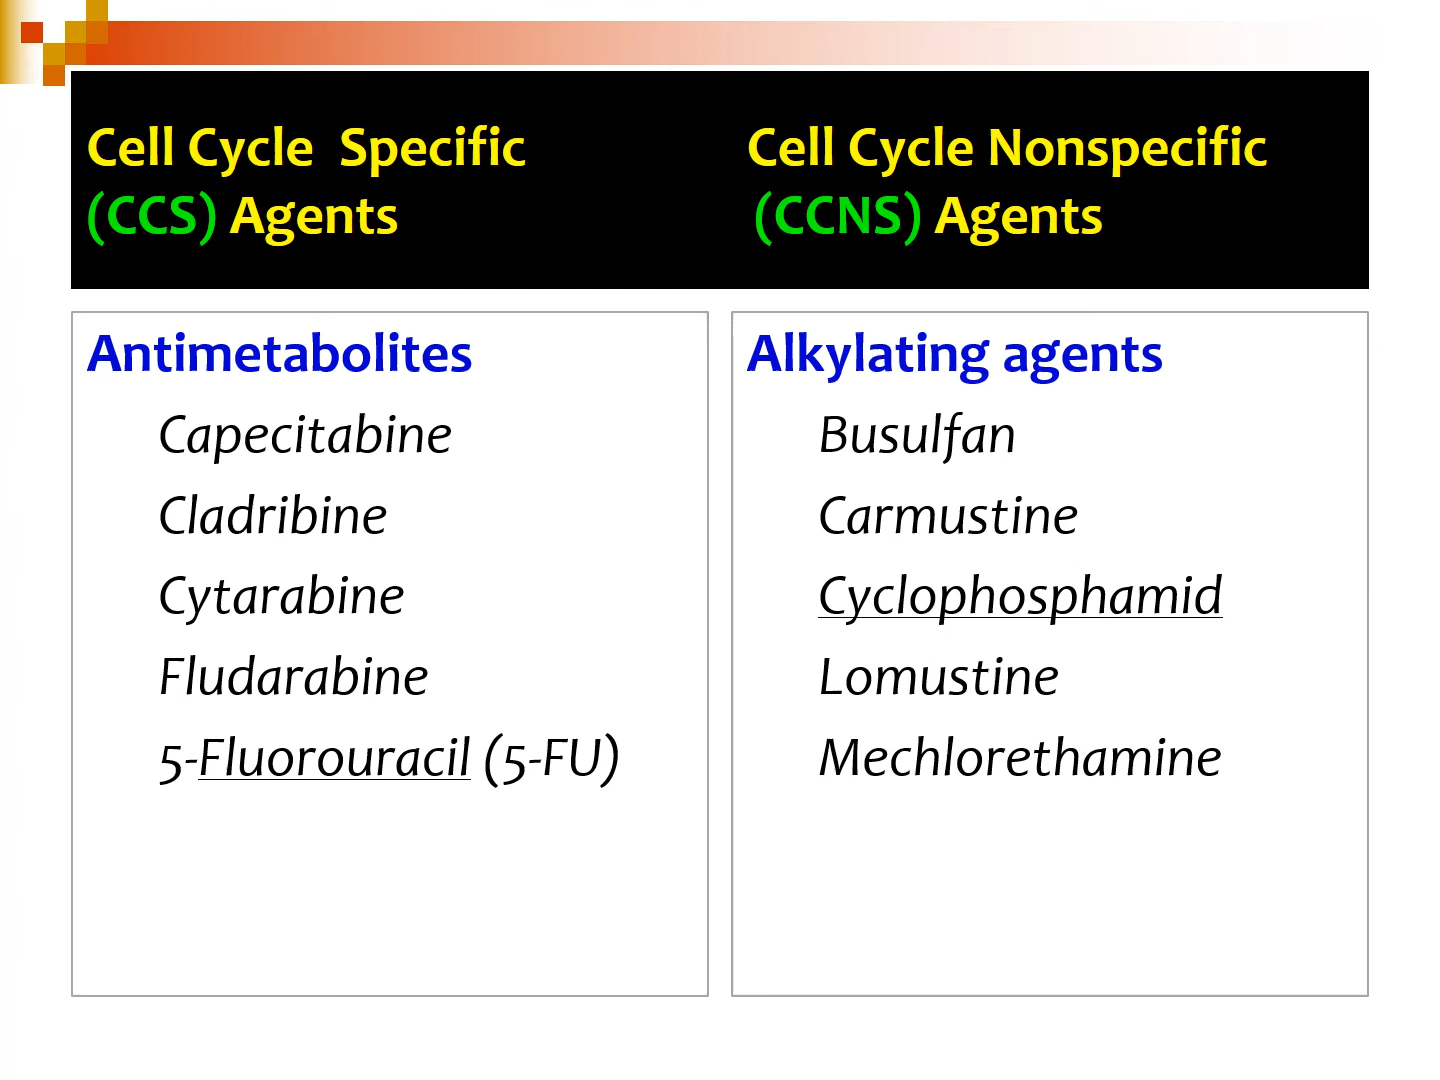 Cell Cycle Specific
(CCS) Agents
Cell Cycle Nonspecific
(CCNS) Agents
Antimetabolites
Capecitabine
Cladribine
Cytarabine
Fludarabine
5-Fluorouracil (5-FU)
Alkylating agents
Busulfan
Carmustine
Cyclophosphamid
Lomustine
Mechlorethamine